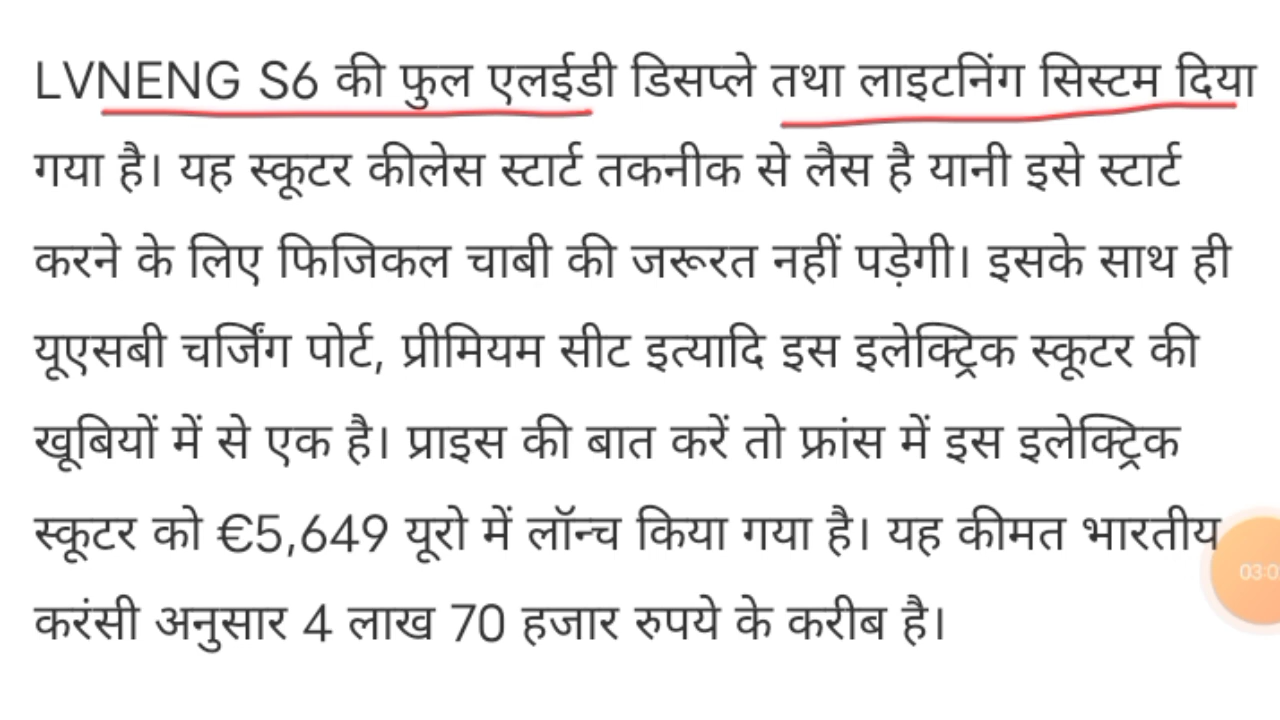 LVNENG S6 की फुल एलईडी डिसप्ले तथा लाइटनिंग सिस्टम दिया
गया है। यह स्कूटर कीलेस स्टार्ट तकनीक से लैस है यानी इसे स्टार्ट
करने के लिए फिजिकल चाबी की जरूरत नहीं पड़ेगी। इसके साथ ही
यूएसबी चर्जिंग पोर्ट, प्रीमियम सीट इत्यादि इस इलेक्ट्रिक स्कूटर की
खूबियों में से एक है। प्राइस की बात करें तो फ्रांस में इस इलेक्ट्रिक
स्कूटर को €5,649 यूरो में लॉन्च किया गया है। यह कीमत भारतीय
करंसी अनुसार 4 लाख 70 हजार रुपये के करीब है।